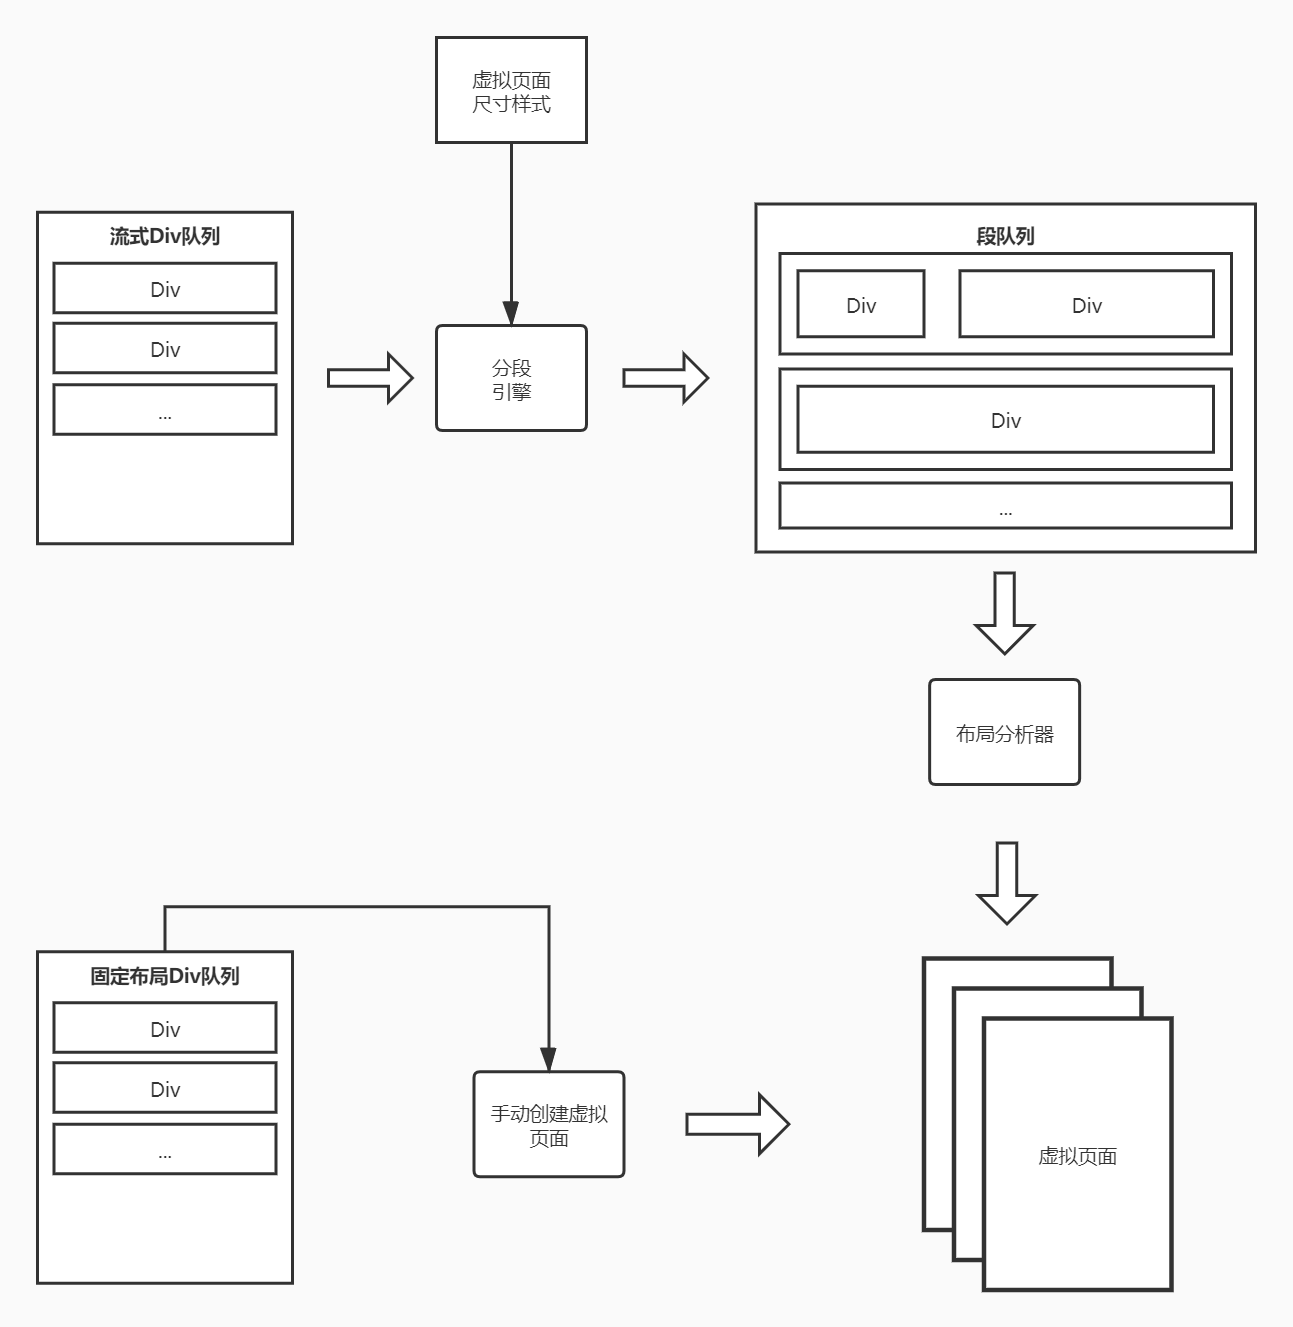 虚拟页面
尺寸样式
流式Div队列
Div
Div
...
分段
引擎
段队列
Div
Div
Div
...
布局分析器
固定布局Div队列
Div
Div
...
手动创建虚拟
页面
虚拟页面